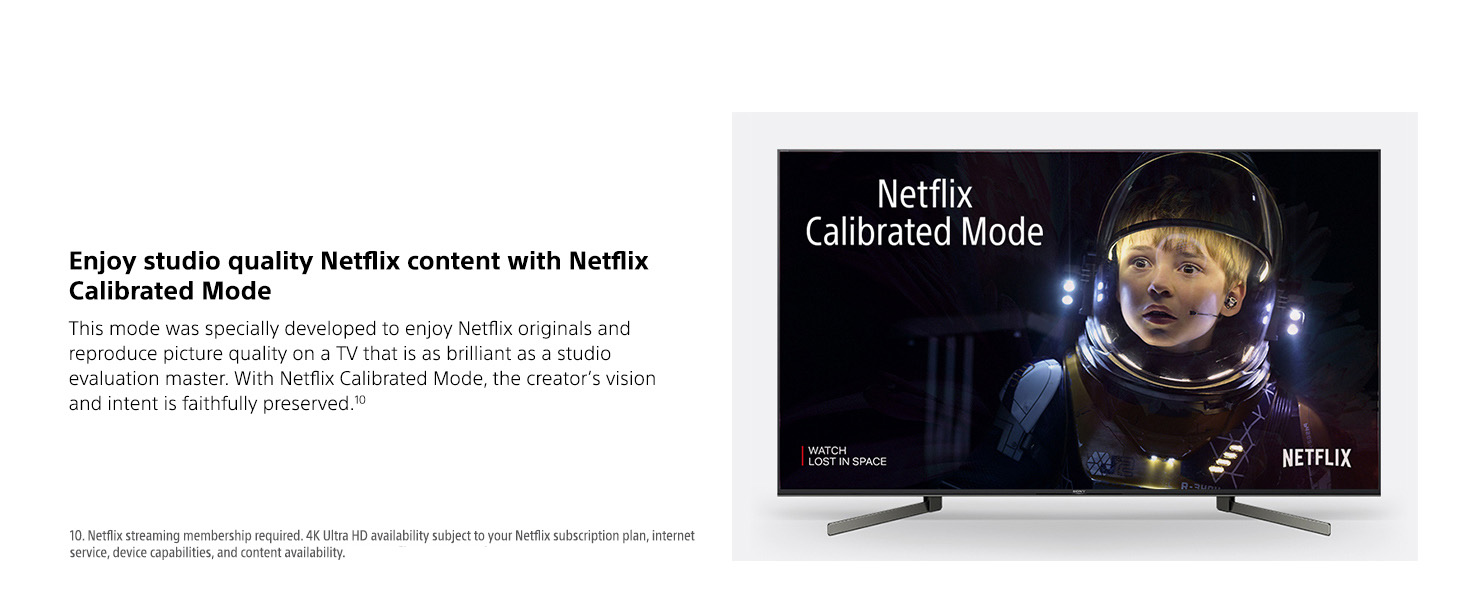 Enjoy studio quality Netflix content with Netflix
Calibrated Mode
This mode was specially developed to enjoy Netflix originals and
reproduce picture quality on a TV that is as brilliant as a studio
evaluation master. With Netflix Calibrated Mode, the creator's vision
and intent is faithfully preserved.10
10. Netflix streaming membership required. 4K Ultra HD availability subject to your Netflix subscription plan, internet
service, device capabilities, and content availability.
Netflix
Calibrated Mode
WATCH
LOST IN SPACE
NETFLIX
SONY